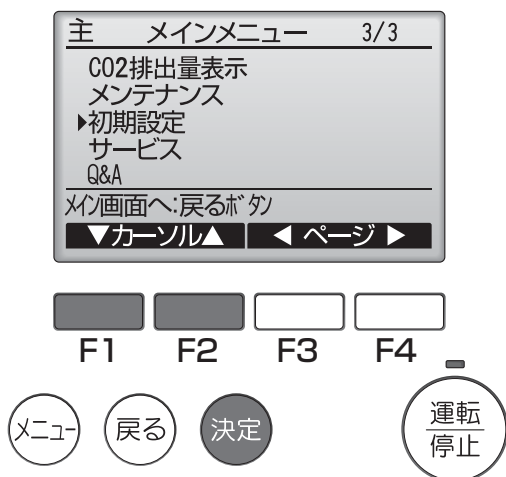 主 メインメニュー 3/3
CO2排出量表示
メンテナンス
▶初期設定
サービス
Q&A
メイン画面へ:戻るボタン
▼カーソル▲ ◀ ページ ▶
F1 F2 F3 F4
メニュー 戻る 決定 運転
停止